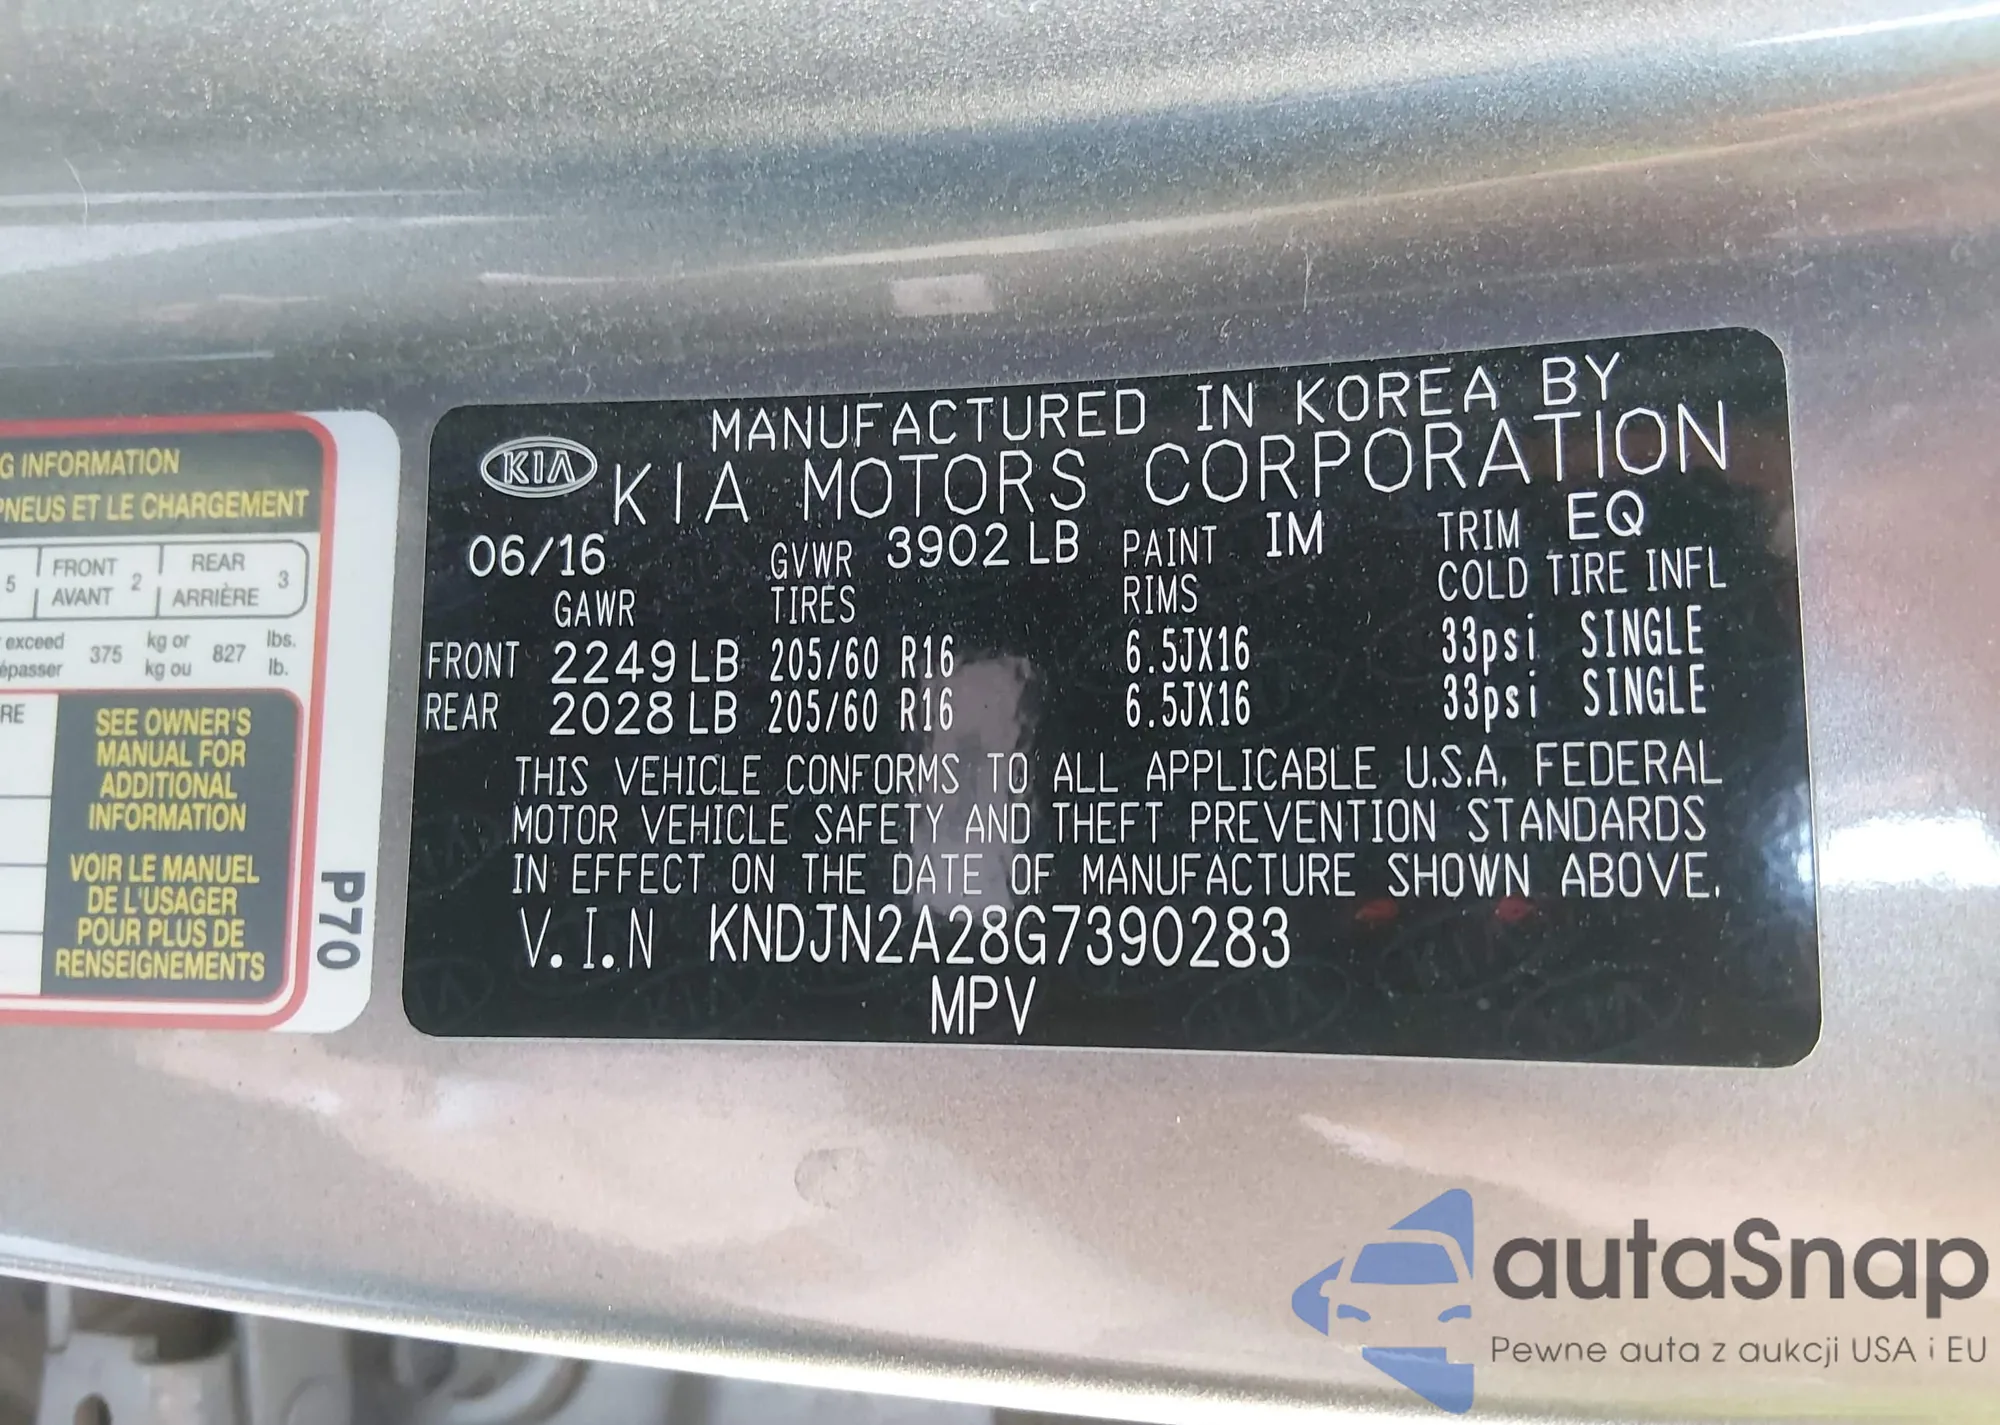 G INFORMATION
PNEUS ET LE CHARGEMENT
5 FRONT AVANT 2 REAR ARRIÈRE 3
exceed 375 kg or 827 lbs.
épasser kg ou lb.
RE
SEE OWNER'S
MANUAL FOR
ADDITIONAL
INFORMATION
VOIR LE MANUEL
DE L'USAGER
POUR PLUS DE
RENSEIGNEMENTS
P70
MANUFACTURED IN KOREA BY
KIA KIA MOTORS CORPORATION
06/16 GVWR 3902 LB PAINT IM TRIM EQ
GAWR TIRES RIMS COLD TIRE INFL
FRONT 2249 LB 205/60 R16 6.5JX16 33psi SINGLE
REAR 2028 LB 205/60 R16 6.5JX16 33psi SINGLE
THIS VEHICLE CONFORMS TO ALL APPLICABLE U.S.A. FEDERAL
MOTOR VEHICLE SAFETY AND THEFT PREVENTION STANDARDS
IN EFFECT ON THE DATE OF MANUFACTURE SHOWN ABOVE.
V.I.N KNDJN2A28G7390283
MPV
autaSnap
Pewne auta z aukcji USA i EU